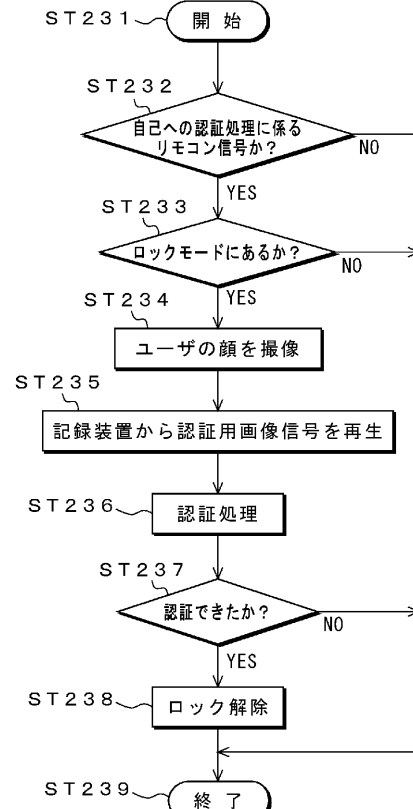 ST231
開始
ST232
自己への認証処理に係る
リモコン信号か？
NO
YES
ST233
ロックモードにあるか？
NO
YES
ST234
ユーザの顔を撮像
ST235
記録装置から認証用画像信号を再生
ST236
認証処理
ST237
認証できたか？
NO
YES
ST238
ロック解除
ST239
終了